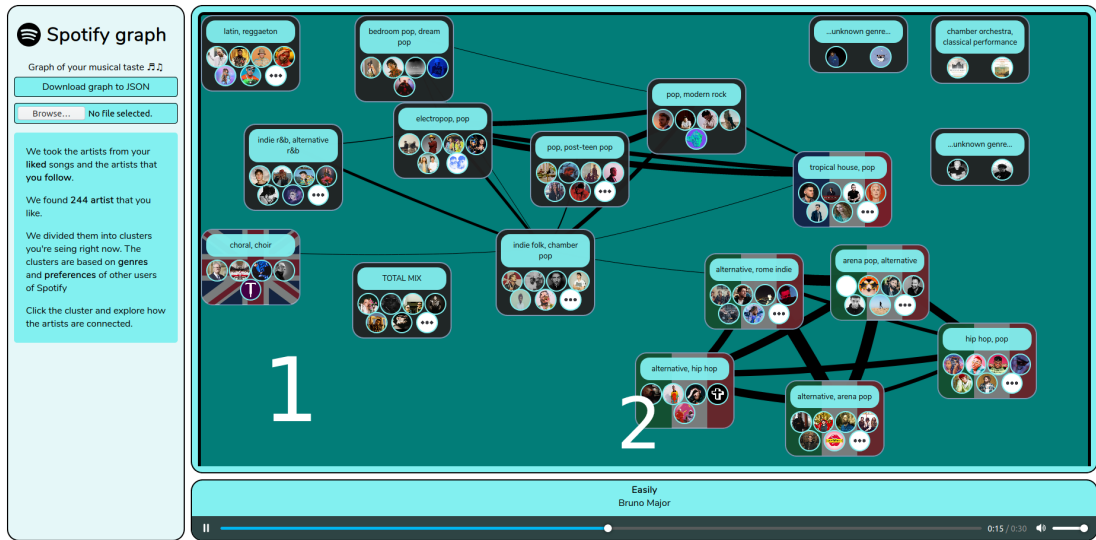 Spotify graph
Graph of your musical taste 🎵♫
Download graph to JSON
Browse... No file selected.
We took the artists from your
liked songs and the artists that
you follow.
We found 244 artist that you
like.
We divided them into clusters
you're seing right now. The
clusters are based on genres
and preferences of other users
of Spotify
Click the cluster and explore how
the artists are connected.
latin, reggaeton
bedroom pop, dream
pop
...unknown genre...
chamber orchestra,
classical performance
pop, modern rock
electropop, pop
indie r&b, alternative
r&b
pop, post-teen pop
...unknown genre...
tropical house, pop
choral, choir
indie folk, chamber
pop
TOTAL MIX
alternative, rome indie
arena pop, alternative
hip hop, pop
alternative, hip hop
alternative, arena pop
1
2
Easily
Bruno Major
0:15 / 0:30